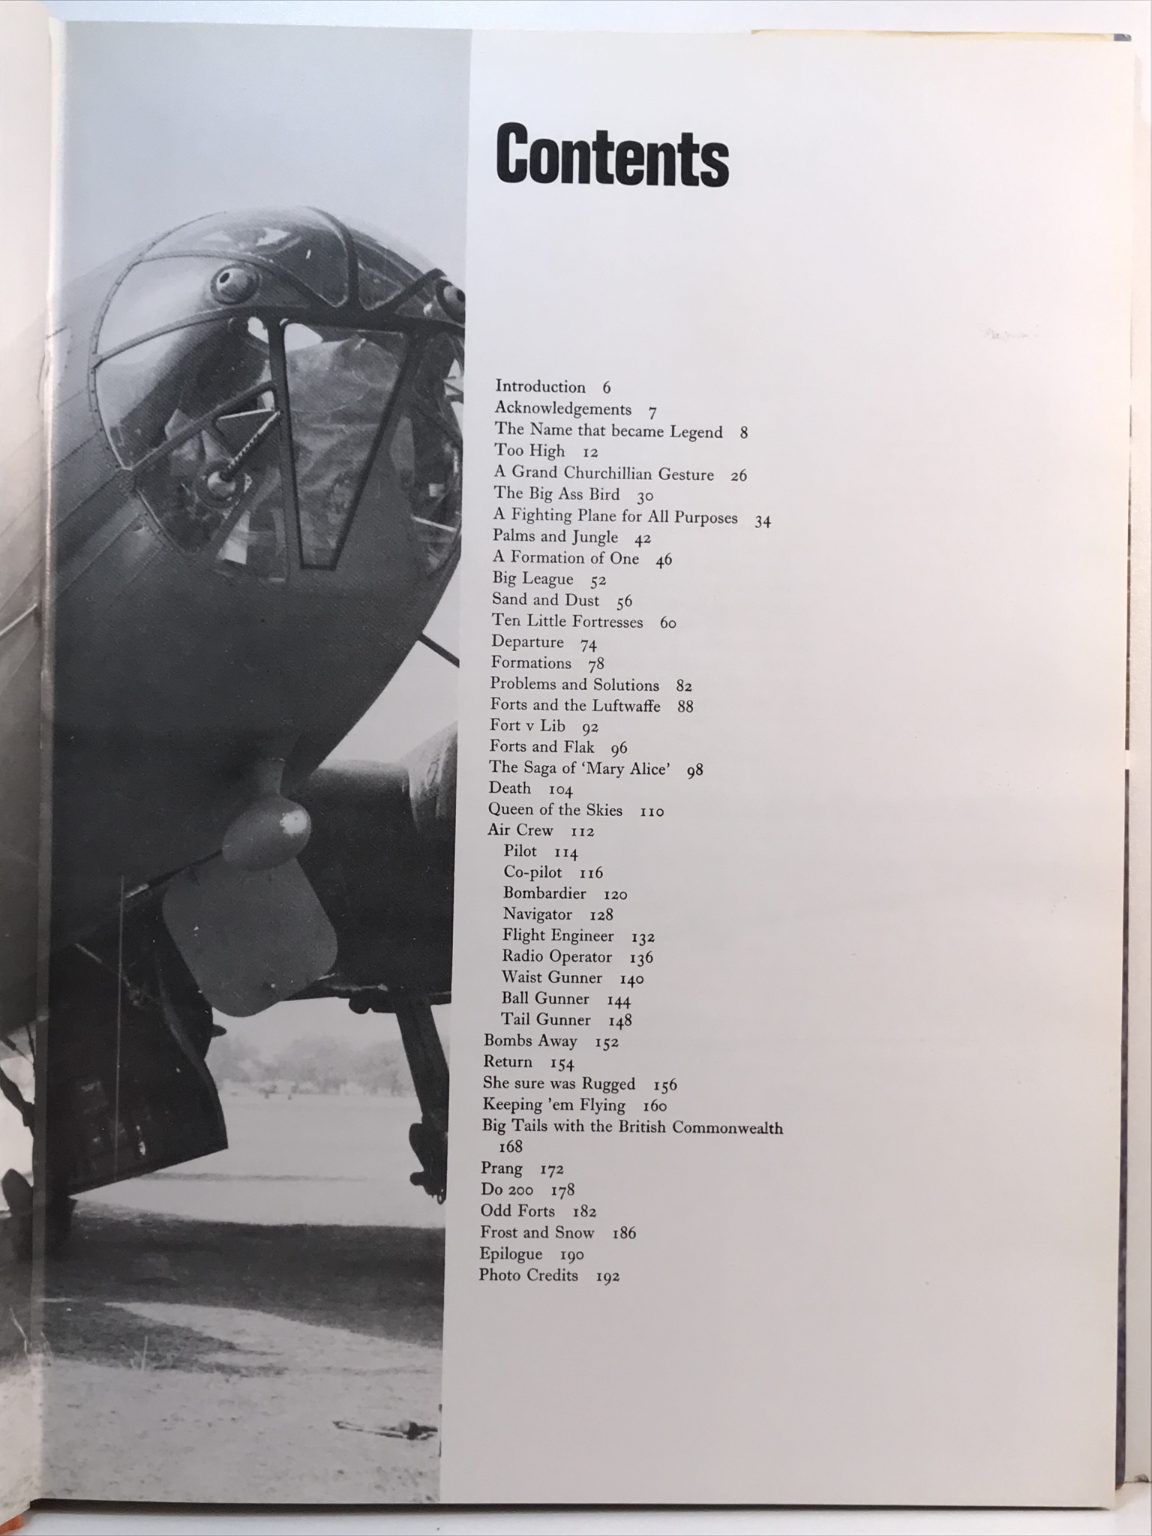 Contents
Introduction 6
Acknowledgements 7
The Name that became Legend 8
Too High 12
A Grand Churchillian Gesture 26
The Big Ass Bird 30
A Fighting Plane for All Purposes 34
Palms and Jungle 42
A Formation of One 46
Big League 52
Sand and Dust 56
Ten Little Fortresses 60
Departure 74
Formations 78
Problems and Solutions 82
Forts and the Luftwaffe 88
Fort v Lib 92
Forts and Flak 96
The Saga of ‘Mary Alice’ 98
Death 104
Queen of the Skies 110
Air Crew 112
Pilot 114
Co-pilot 116
Bombardier 120
Navigator 128
Flight Engineer 132
Radio Operator 136
Waist Gunner 140
Ball Gunner 144
Tail Gunner 148
Bombs Away 152
Return 154
She sure was Rugged 156
Keeping ’em Flying 160
Big Tails with the British Commonwealth
168
Prang 172
Do 200 178
Odd Forts 182
Frost and Snow 186
Epilogue 190
Photo Credits 192